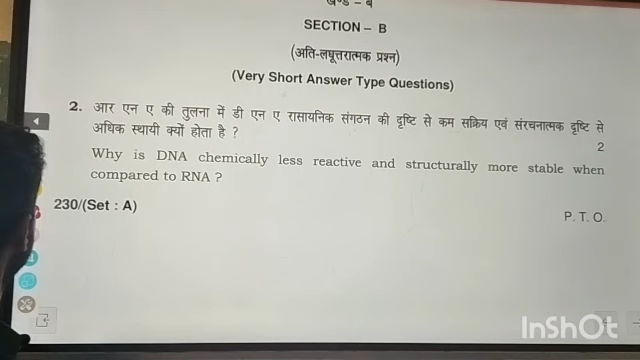 खण्ड – ब
SECTION – B
(अति-लघूत्तरात्मक प्रश्न)
(Very Short Answer Type Questions)
2. आर एन ए की तुलना में डी एन ए रासायनिक संगठन की दृष्टि से कम सक्रिय एवं संरचनात्मक दृष्टि से
अधिक स्थायी क्यों होता है ?
2
Why is DNA chemically less reactive and structurally more stable when
compared to RNA ?
230/(Set : A)
P. T. O.
InShOt